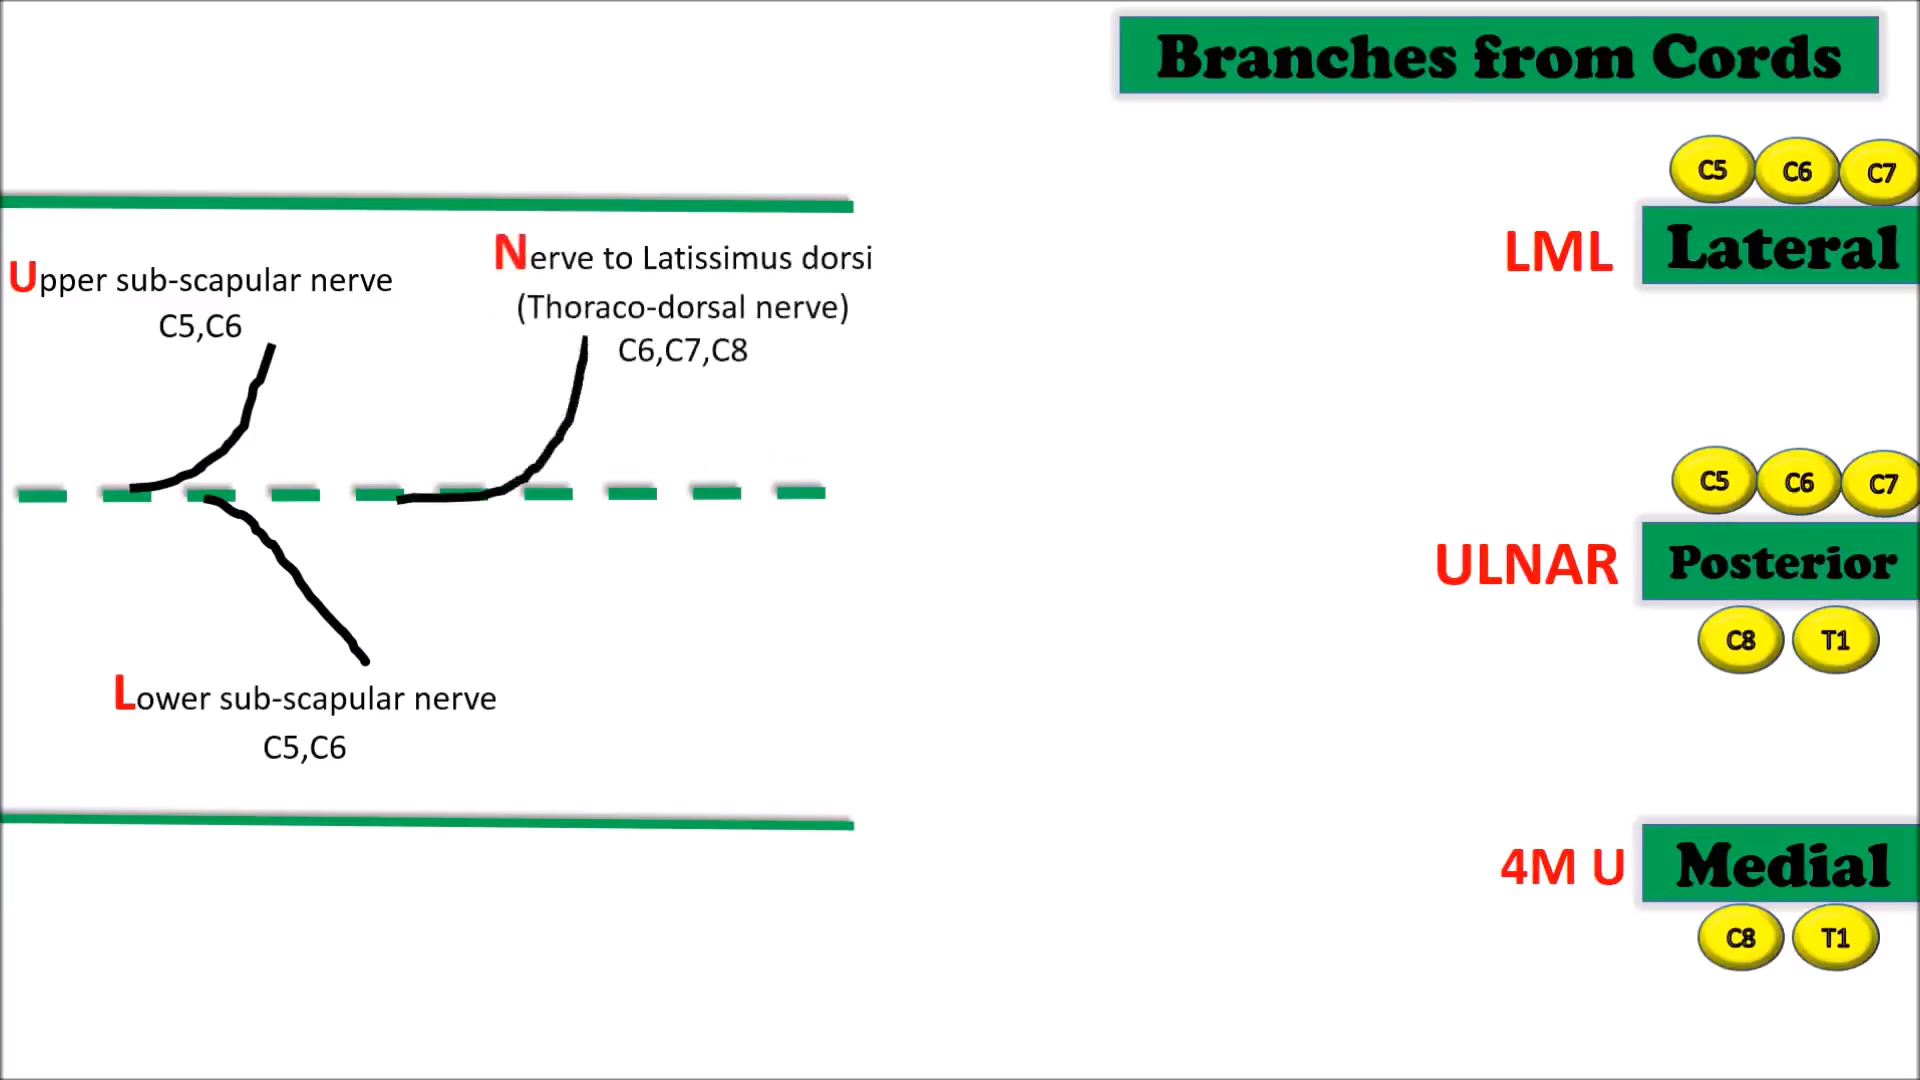 Branches from Cords
C5 C6 C7
LML Lateral
Upper sub-scapular nerve
C5,C6
Nerve to Latissimus dorsi
(Thoraco-dorsal nerve)
C6,C7,C8
C5 C6 C7
ULNAR Posterior
C8 T1
Lower sub-scapular nerve
C5,C6
4M U Medial
C8 T1